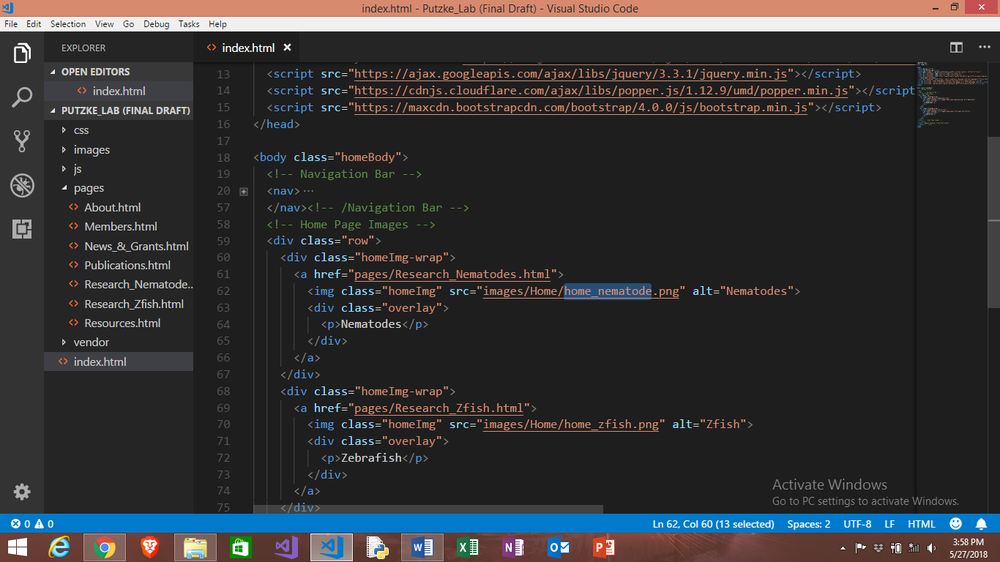 index.html - Putzke_Lab (Final Draft) - Visual Studio Code
File Edit Selection View Go Debug Tasks Help
EXPLORER
OPEN EDITORS
index.html
PUTZKE_LAB (FINAL DRAFT)
css
images
js
pages
About.html
Members.html
News_&_Grants.html
Publications.html
Research_Nematode..
Research_Zfish.html
Resources.html
vendor
index.html
index.html
13 <script src="https://ajax.googleapis.com/ajax/libs/jquery/3.3.1/jquery.min.js"></script>
14 <script src="https://cdnjs.cloudflare.com/ajax/libs/popper.js/1.12.9/umd/popper.min.js"></script
15 <script src="https://maxcdn.bootstrapcdn.com/bootstrap/4.0.0/js/bootstrap.min.js"></script>
16 </head>
17
18 <body class="homeBody">
19 <!-- Navigation Bar -->
20 <nav>···
57 </nav><!-- /Navigation Bar -->
58 <!-- Home Page Images -->
59 <div class="row">
60 <div class="homeImg-wrap">
61 <a href="pages/Research_Nematodes.html">
62 <img class="homeImg" src="images/Home/home_nematode.png" alt="Nematodes">
63 <div class="overlay">
64 <p>Nematodes</p>
65 </div>
66 </a>
67 </div>
68 <div class="homeImg-wrap">
69 <a href="pages/Research_Zfish.html">
70 <img class="homeImg" src="images/Home/home_zfish.png" alt="Zfish">
71 <div class="overlay">
72 <p>Zebrafish</p>
73 </div>
74 </a>
75 </div>
Activate Windows
Go to PC settings to activate Windows.
0 0
Ln 62, Col 60 (13 selected) Spaces: 2 UTF-8 LF HTML
3:58 PM
5/27/2018